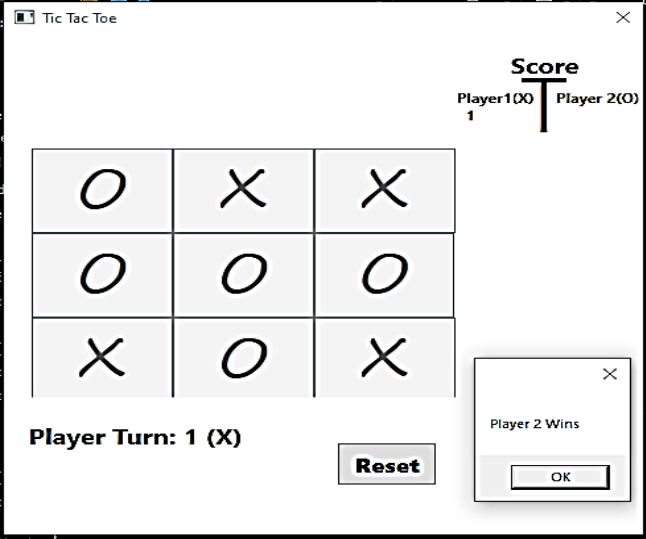 Tic Tac Toe
Score
Player1(X) Player 2(O)
1
O X X
O O O
X O X
Player 2 Wins
Player Turn: 1 (X)
Reset
OK